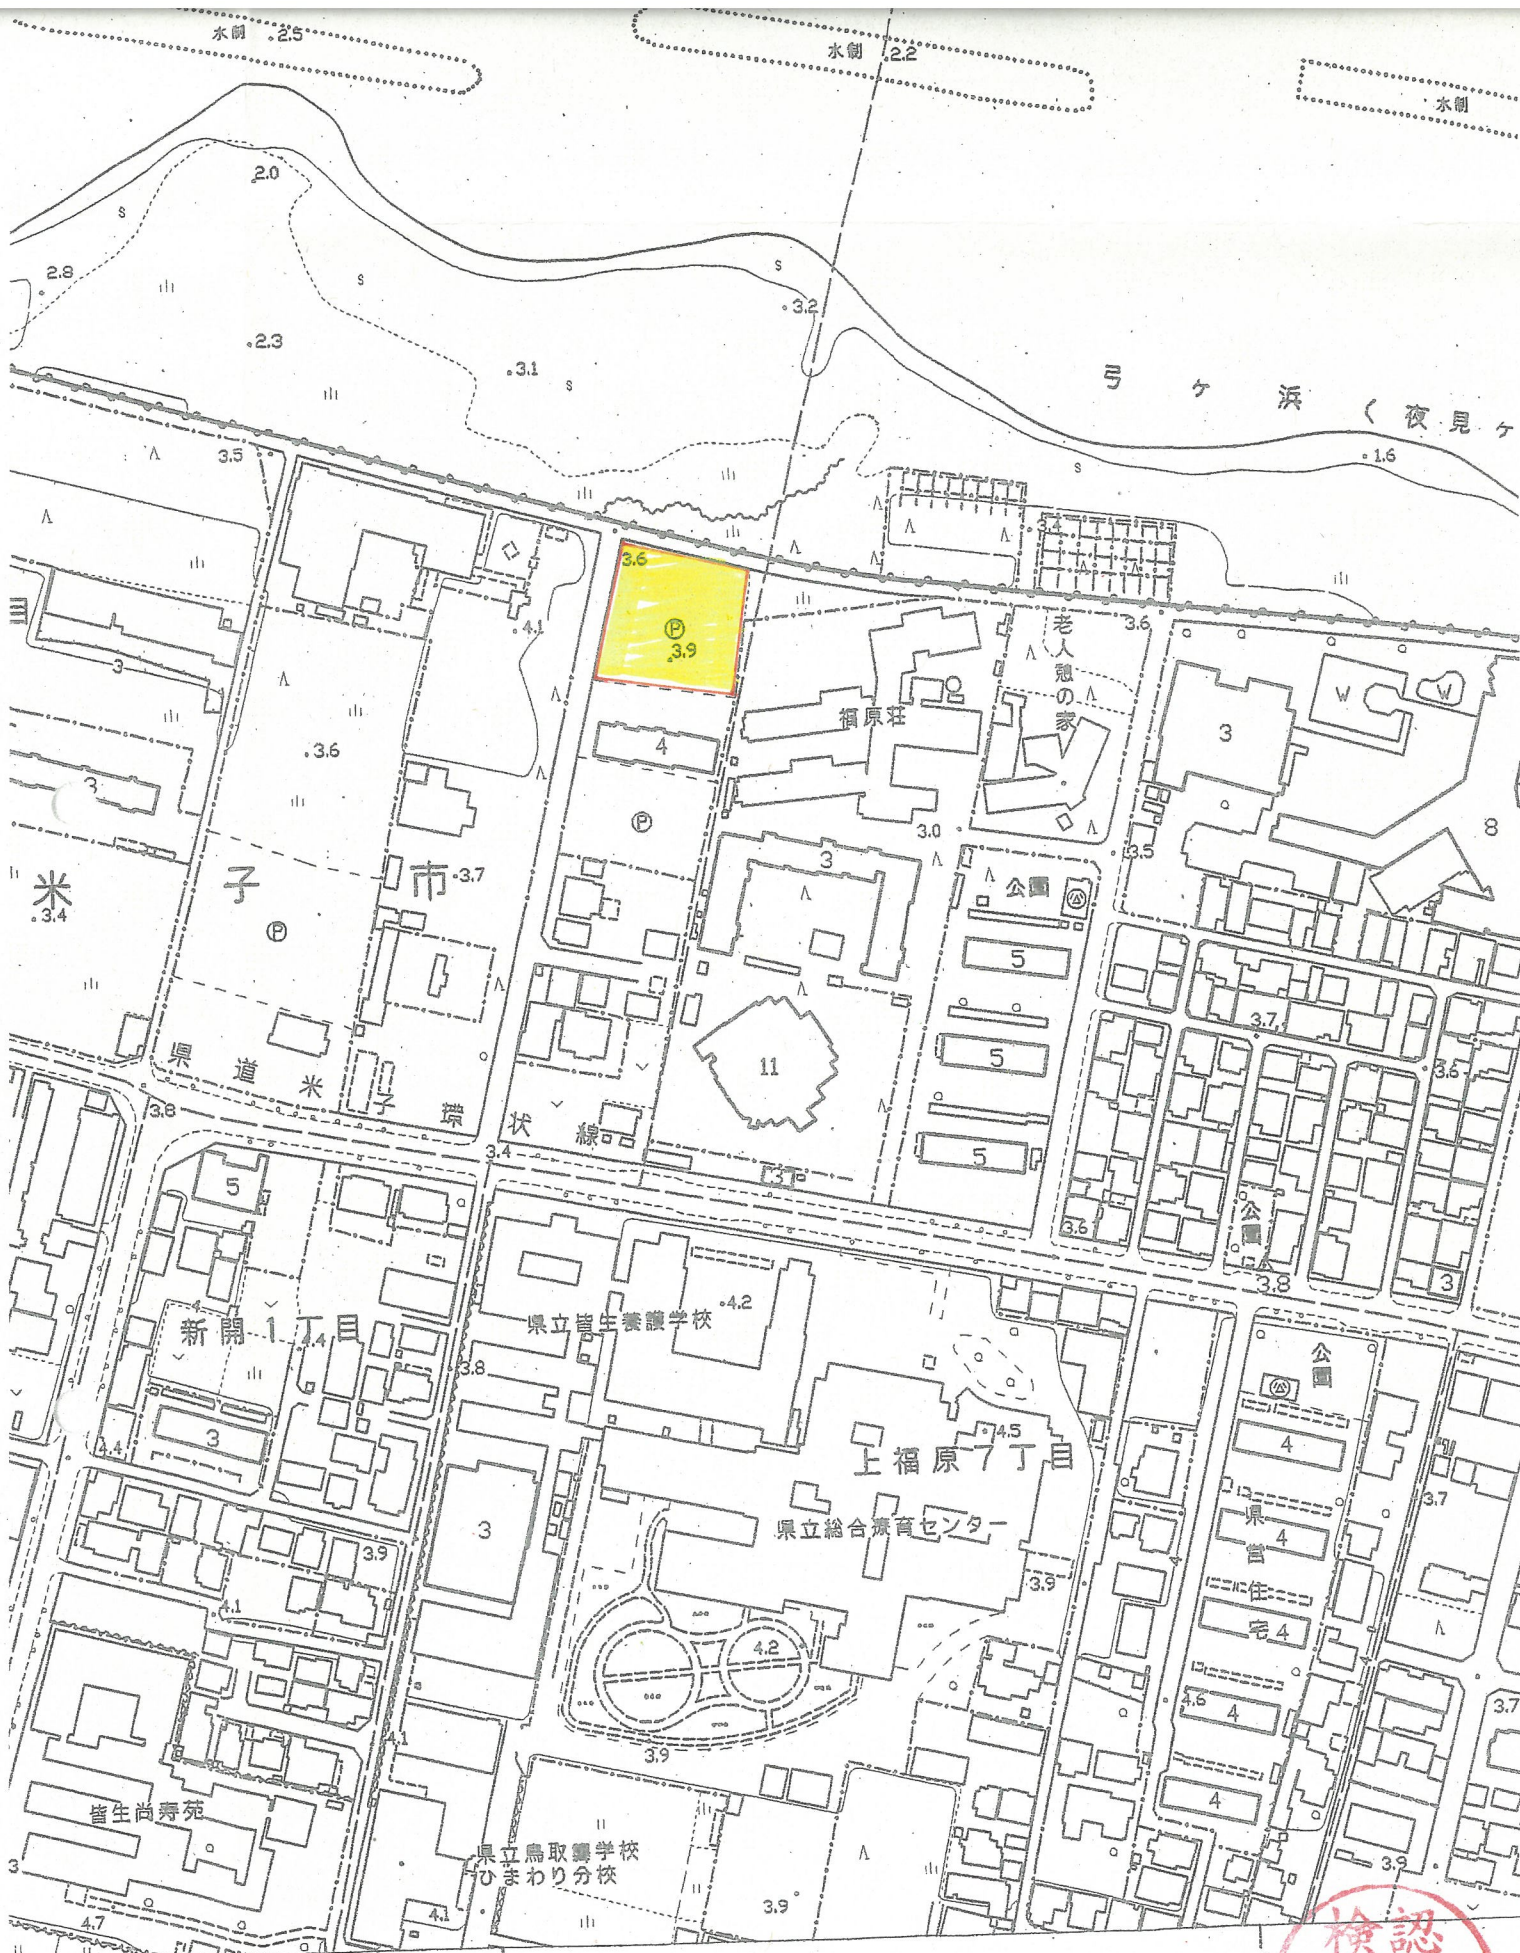 水制 2.5
水制 2.2
水制
2.0
s
2.8
s
s
3.2
2.3
3.1
s
弓ヶ浜(夜見ヶ
1.6
s
3.5
3.4
3.6
4.1
P
3.9
3
3.6
老人憩の家
3.6
福原荘
4
3
W
W
3
P
3.0
3.5
8
米子市
3.4
3.7
3
公園
P
5
11
5
3.7
3.6
県道米子環状線
3.8
3.4
5
3
5
3.6
公園
3.8
3
県立皆生養護学校
4.2
新開1丁目
4.4
3.8
公園
4.5
上福原7丁目
3
4.4
4
3.7
3
県立総合療育センター
県営住宅
4
3.9
3.9
4.1
4
4.2
4.6
4
3.7
4.1
3.9
4
皆生尚寿苑
県立鳥取聾学校
ひまわり分校
3
3.9
3.9
4.7
4.1
検認